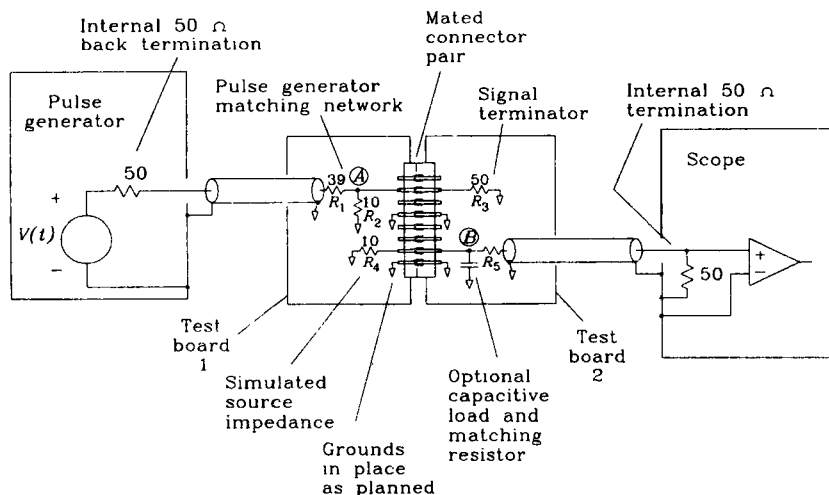 Internal 50 Ω
back termination
Pulse
generator
50
+
V(t)
−
Pulse generator
matching network
39
R1
A
10
R2
10
R4
Mated
connector
pair
Signal
terminator
50
R3
B
R5
Internal 50 Ω
termination
Scope
50
+
−
Test
board
1
Simulated
source
impedance
Grounds
in place
as planned
Optional
capacitive
load and
matching
resistor
Test
board
2